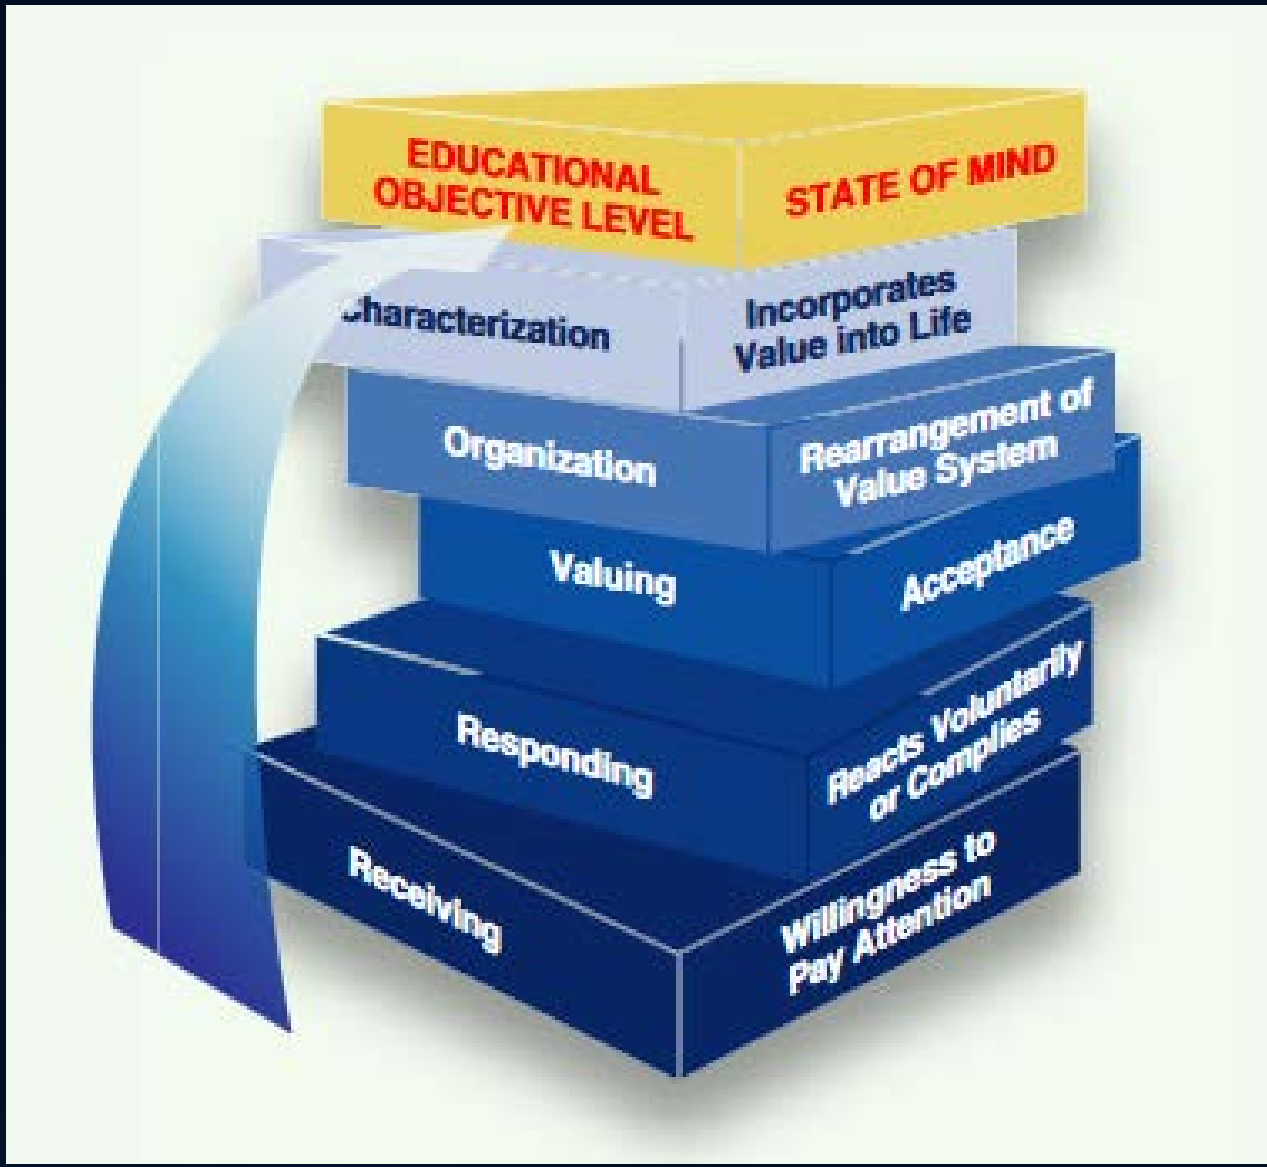 EDUCATIONAL
OBJECTIVE LEVEL
STATE OF MIND
Characterization
Incorporates
Value into Life
Organization
Rearrangement of
Value System
Valuing
Acceptance
Responding
Reacts Voluntarily
or Complies
Receiving
Willingness to
Pay Attention